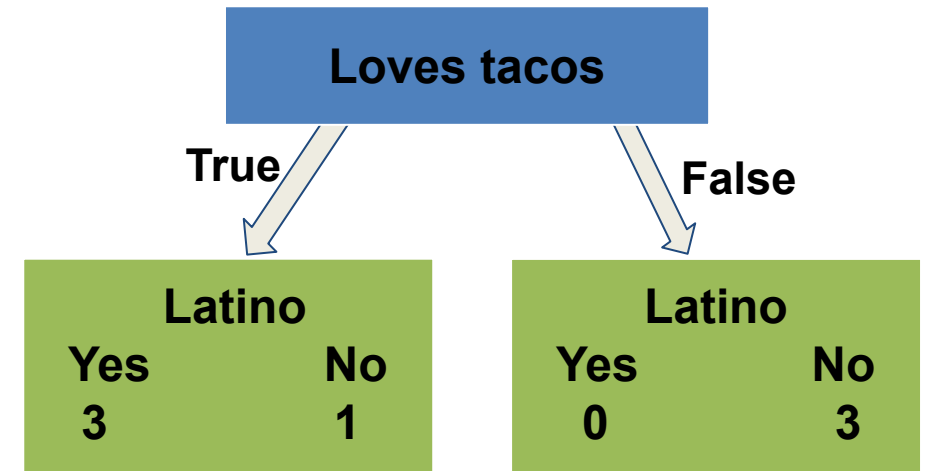 Loves tacos
True
False
Latino
Yes No
3 1
Latino
Yes No
0 3